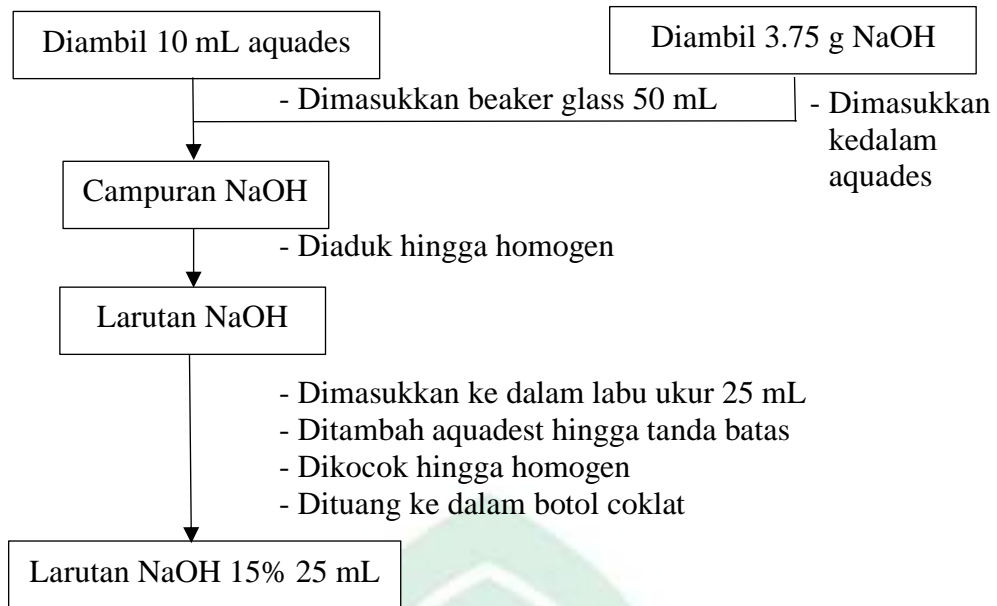 Diambil 10 mL aquades
Diambil 3.75 g NaOH
- Dimasukkan beaker glass 50 mL
- Dimasukkan
kedalam
aquades
Campuran NaOH
- Diaduk hingga homogen
Larutan NaOH
- Dimasukkan ke dalam labu ukur 25 mL
- Ditambah aquadest hingga tanda batas
- Dikocok hingga homogen
- Dituang ke dalam botol coklat
Larutan NaOH 15% 25 mL